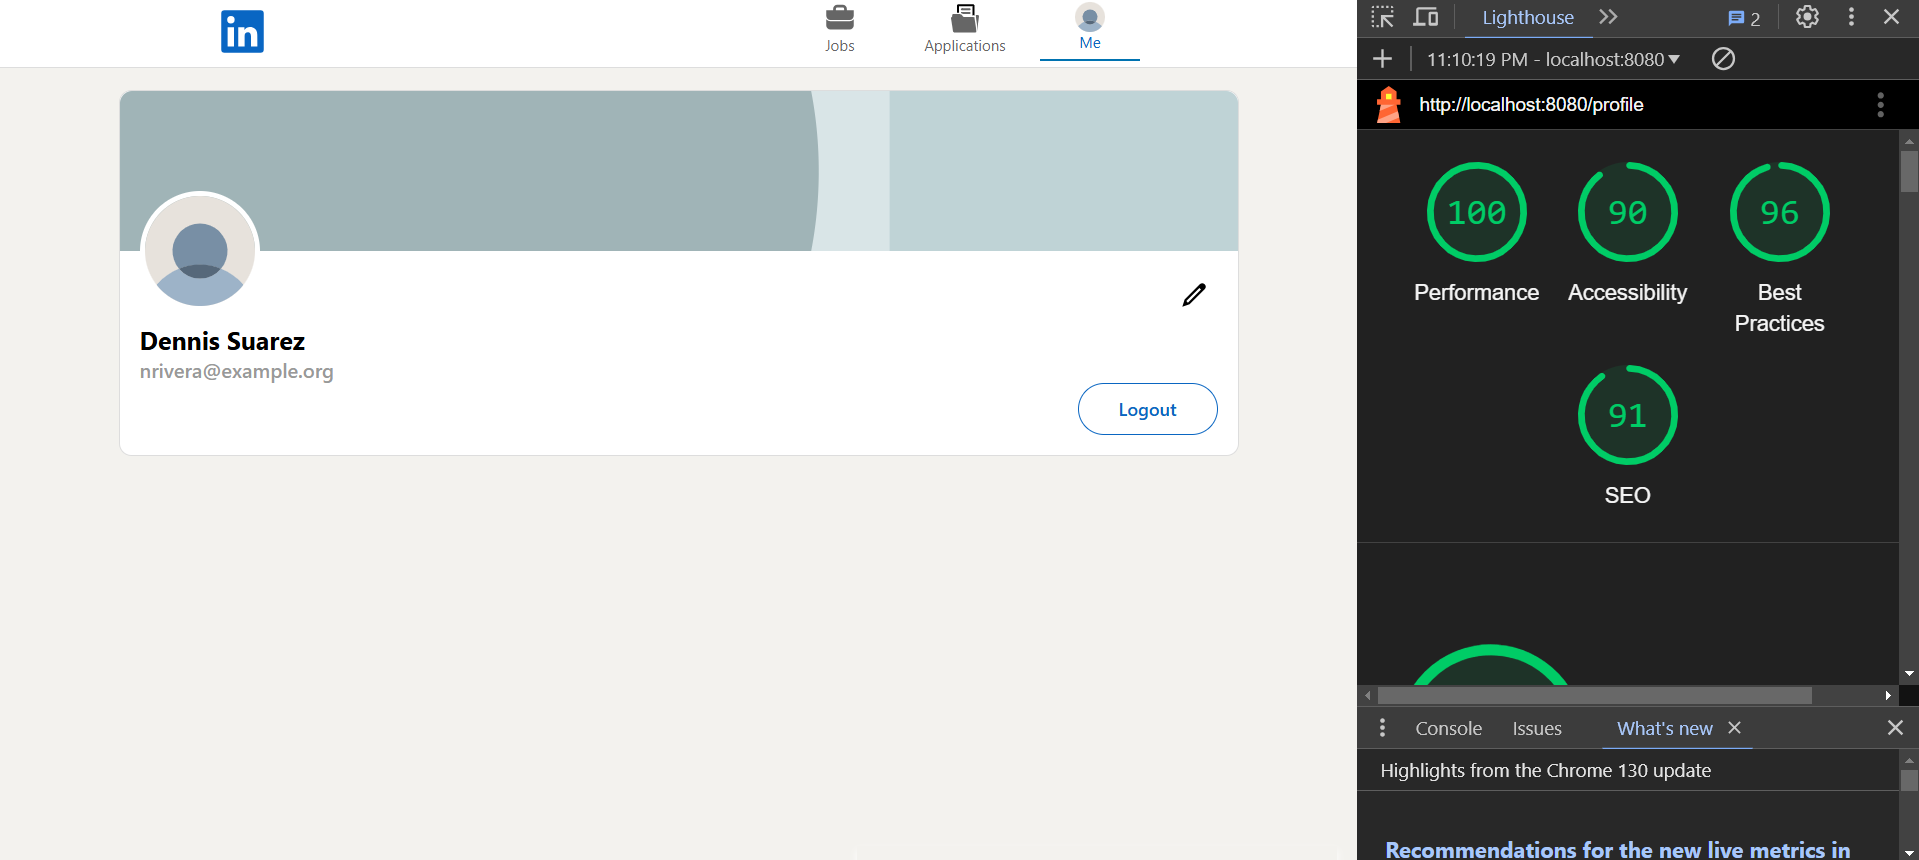 in
Jobs
Applications
Me
Dennis Suarez
nrivera@example.org
Logout
Lighthouse
2
11:10:19 PM - localhost:8080
http://localhost:8080/profile
100
Performance
90
Accessibility
96
Best
Practices
91
SEO
Console
Issues
What's new
Highlights from the Chrome 130 update
Recommendations for the new live metrics in